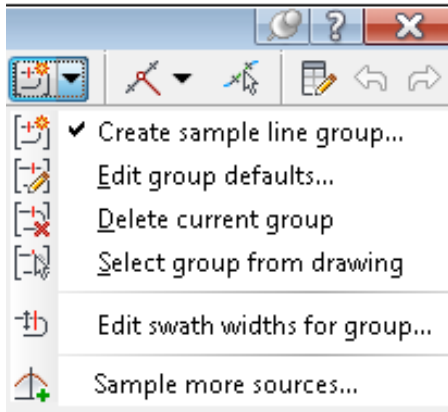 Create sample line group...
Edit group defaults...
Delete current group
Select group from drawing
Edit swath widths for group...
Sample more sources...